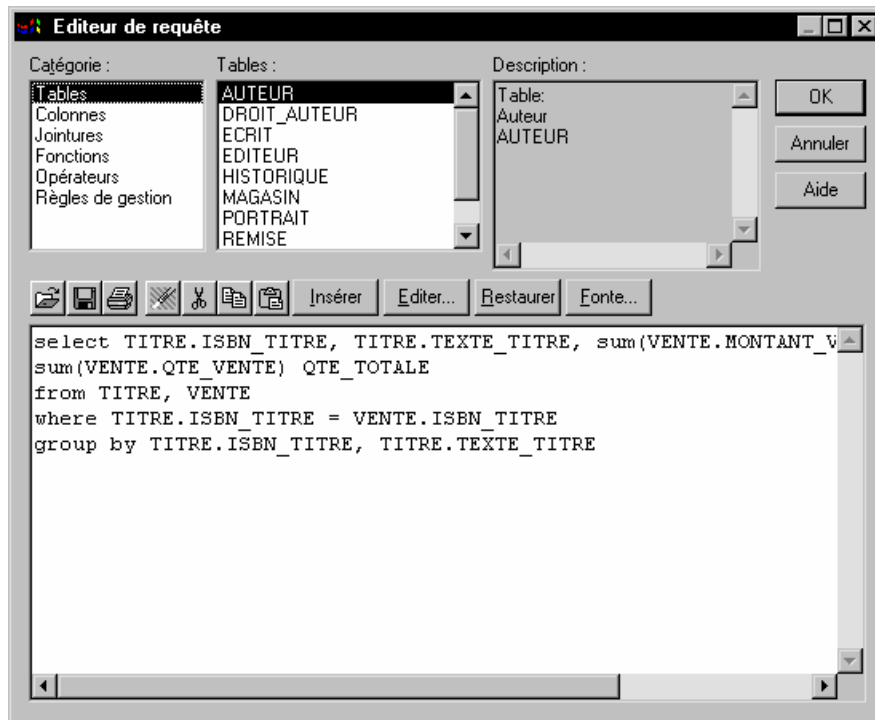 Editeur de requête
Catégorie :
Tables
Colonnes
Jointures
Fonctions
Opérateurs
Règles de gestion
Tables :
AUTEUR
DROIT_AUTEUR
ECRIT
EDITEUR
HISTORIQUE
MAGASIN
PORTRAIT
REMISE
Description :
Table:
Auteur
AUTEUR
OK
Annuler
Aide
Insérer Editer... Restaurer Fonte...
select TITRE.ISBN_TITRE, TITRE.TEXTE_TITRE, sum(VENTE.MONTANT_V
sum(VENTE.QTE_VENTE) QTE_TOTALE
from TITRE, VENTE
where TITRE.ISBN_TITRE = VENTE.ISBN_TITRE
group by TITRE.ISBN_TITRE, TITRE.TEXTE_TITRE